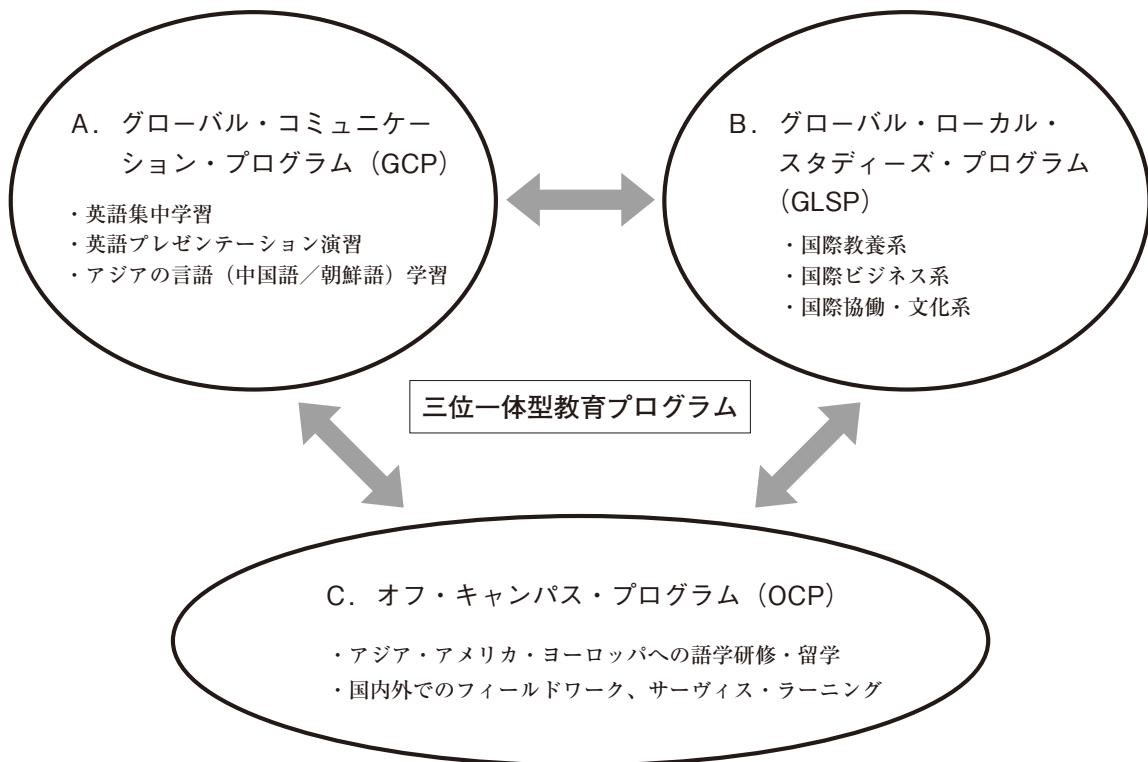 A. グローバル・コミュニケー
ション・プログラム（GCP）
・英語集中学習
・英語プレゼンテーション演習
・アジアの言語（中国語／朝鮮語）学習
B. グローバル・ローカル・
スタディーズ・プログラム
(GLSP)
・国際教養系
・国際ビジネス系
・国際協働・文化系
三位一体型教育プログラム
C. オフ・キャンパス・プログラム（OCP）
・アジア・アメリカ・ヨーロッパへの語学研修・留学
・国内外でのフィールドワーク、サーヴィス・ラーニング